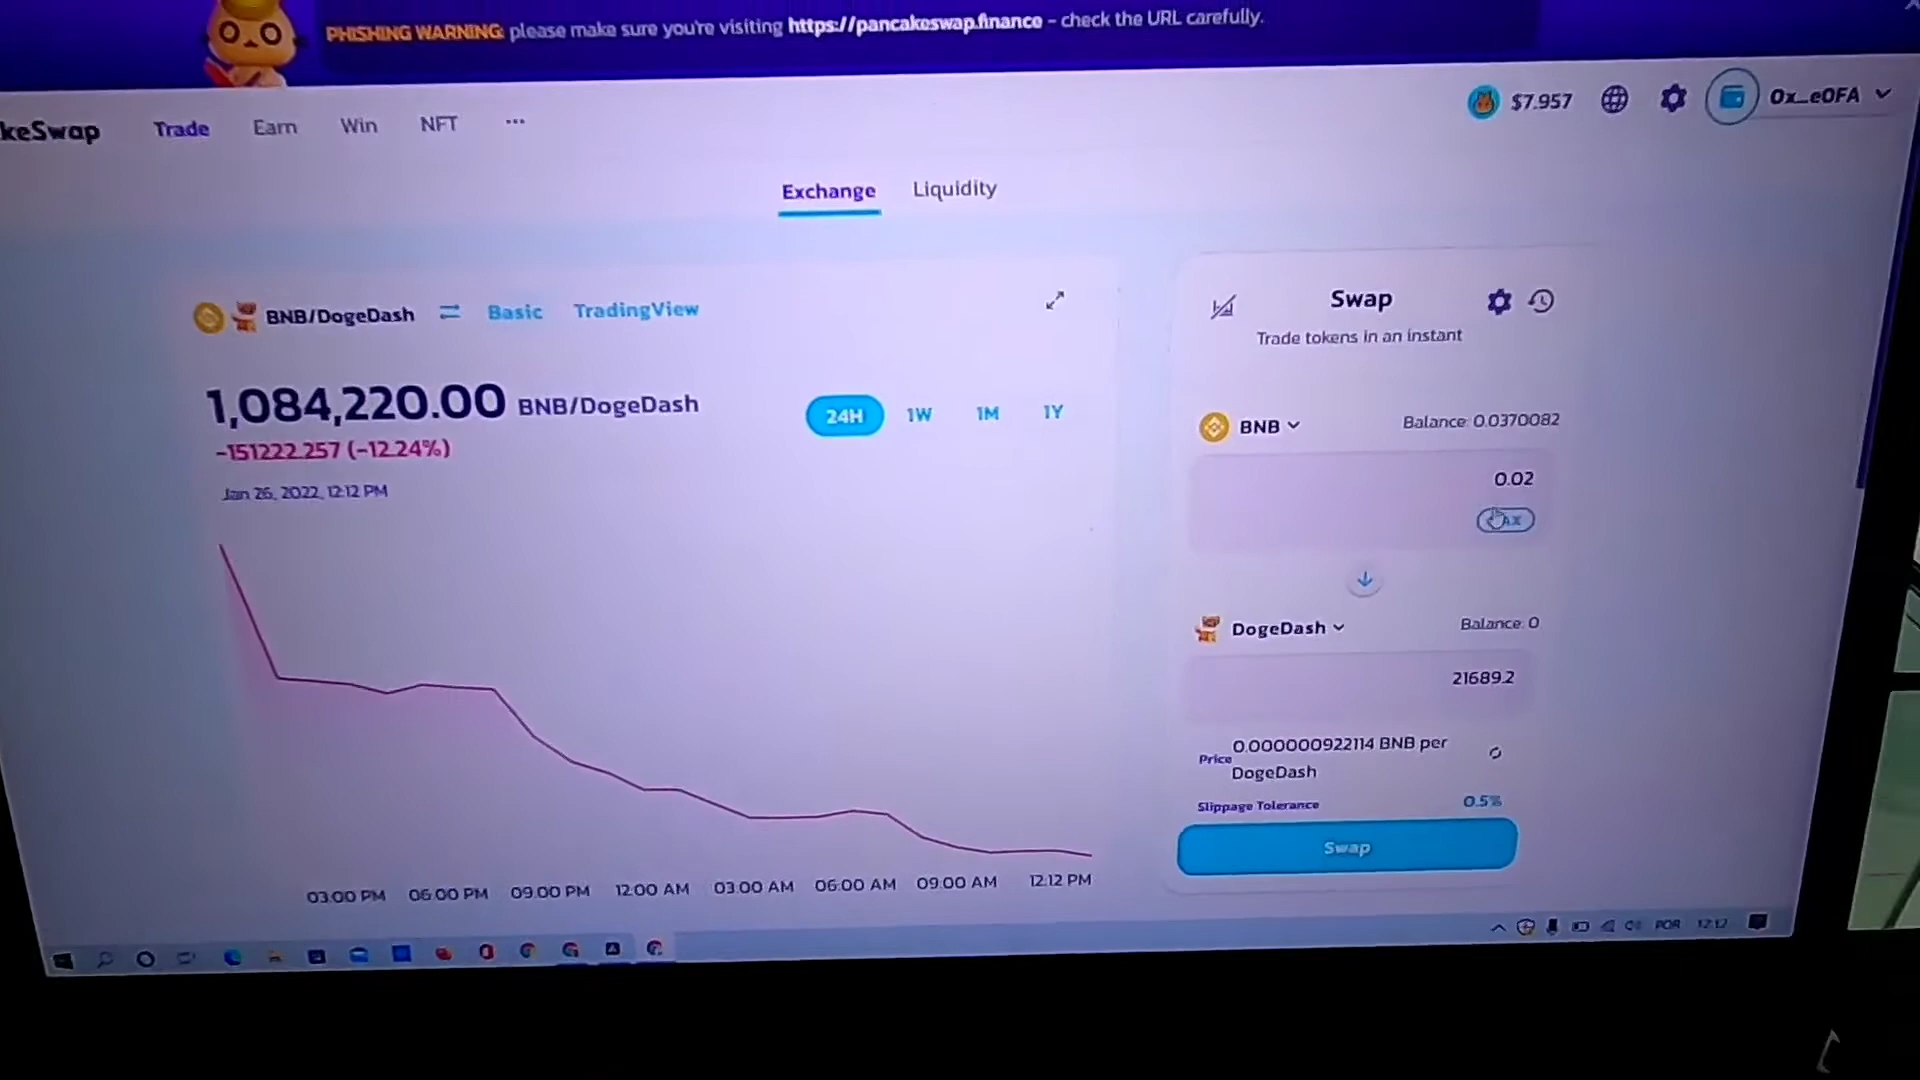 PHISHING WARNING: please make sure you're visiting https://pancakeswap.finance - check the URL carefully.
keSwap Trade Earn Win NFT ... $7.957 0x...e0FA
Exchange Liquidity
BNB/DogeDash Basic TradingView
1,084,220.00 BNB/DogeDash
24H 1W 1M 1Y
-151222.257 (-12.24%)
Jan 26, 2022, 12:12 PM
03:00 PM 06:00 PM 09:00 PM 12:00 AM 03:00 AM 06:00 AM 09:00 AM 12:12 PM
Swap
Trade tokens in an instant
BNB Balance: 0.0370082
0.02
DogeDash Balance: 0
21689.2
Price 0.000000922114 BNB per
DogeDash
Slippage Tolerance 0.5%
Swap
POR 12:12